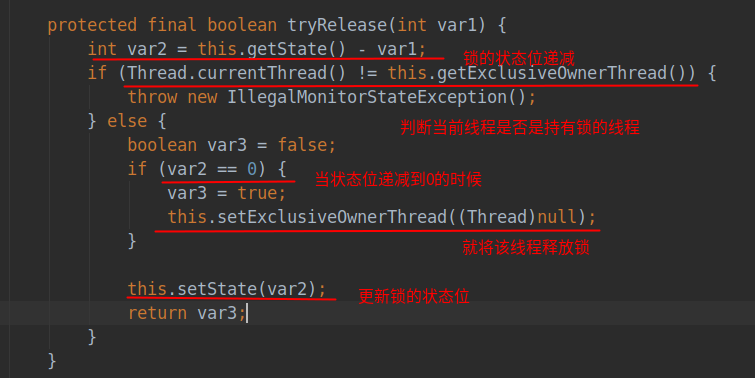 protected final boolean tryRelease(int var1) {
int var2 = this.getState() - var1;
锁的状态位递减
if (Thread.currentThread() != this.getExclusiveOwnerThread()) {
throw new IllegalMonitorStateException();
} else {
判断当前线程是否是持有锁的线程
boolean var3 = false;
if (var2 == 0) {
当状态位递减到0的时候
var3 = true;
this.setExclusiveOwnerThread((Thread)null);
}
就将该线程释放锁
this.setState(var2);
更新锁的状态位
return var3;
}
}